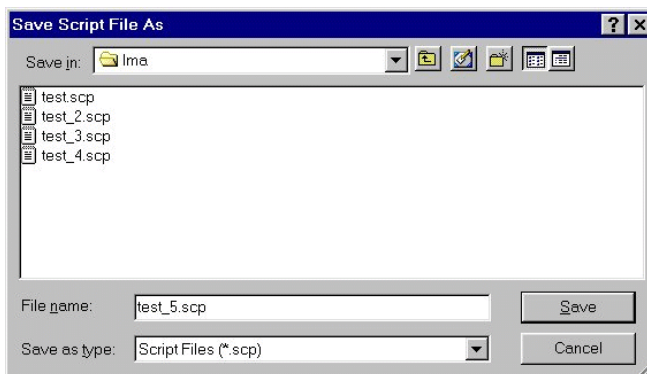 Save Script File As
Save in: Ima
test.scp
test_2.scp
test_3.scp
test_4.scp
File name: test_5.scp Save
Save as type: Script Files (*.scp) Cancel